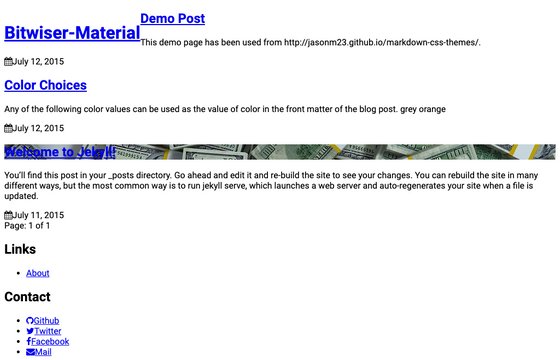 Bitwiser-Material
Demo Post
This demo page has been used from http://jasonm23.github.io/markdown-css-themes/.
July 12, 2015
Color Choices
Any of the following color values can be used as the value of color in the front matter of the blog post. grey orange
July 12, 2015
Welcome to Jekyll!
You'll find this post in your _posts directory. Go ahead and edit it and re-build the site to see your changes. You can rebuild the site in many
different ways, but the most common way is to run jekyll serve, which launches a web server and auto-regenerates your site when a file is
updated.
July 11, 2015
Page: 1 of 1
Links
About
Contact
Github
Twitter
Facebook
Mail